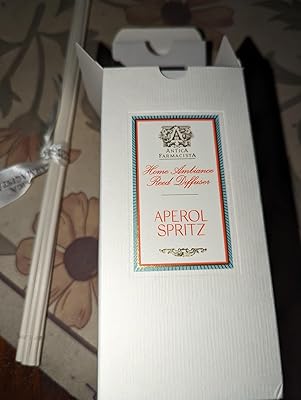 A
ANTICA
FARMACISTA
Home Ambiance
Reed Diffuser
APEROL
SPRITZ